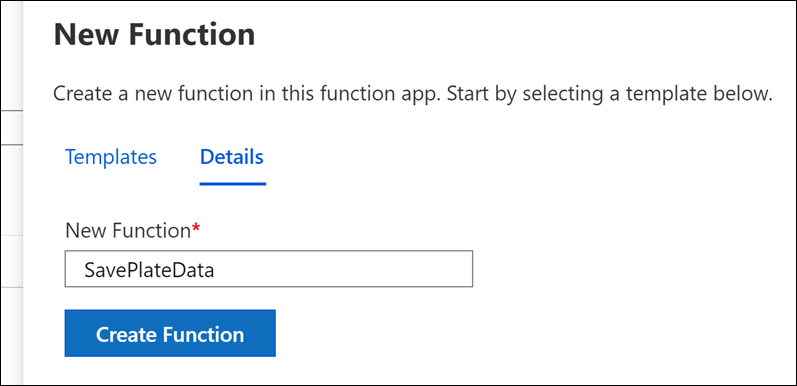 New Function
Create a new function in this function app. Start by selecting a template below.
Templates Details
New Function*
SavePlateData
Create Function